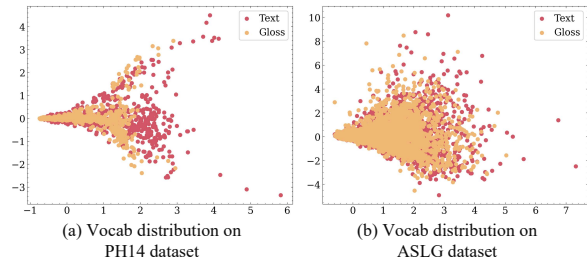 Text
Gloss
4
3
2
1
0
−1
−2
−3
−1 0 1 2 3 4 5 6
(a) Vocab distribution on
PH14 dataset
Text
Gloss
10
8
6
4
2
0
−2
−4
0 1 2 3 4 5 6 7
(b) Vocab distribution on
ASLG dataset